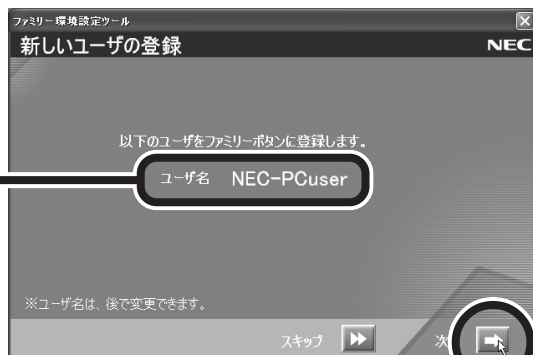 ファミリー環境設定ツール
新しいユーザの登録 NEC
以下のユーザをファミリーボタンに登録します。
ユーザ名 NEC-PCuser
※ユーザ名は、後で変更できます。
スキップ 次